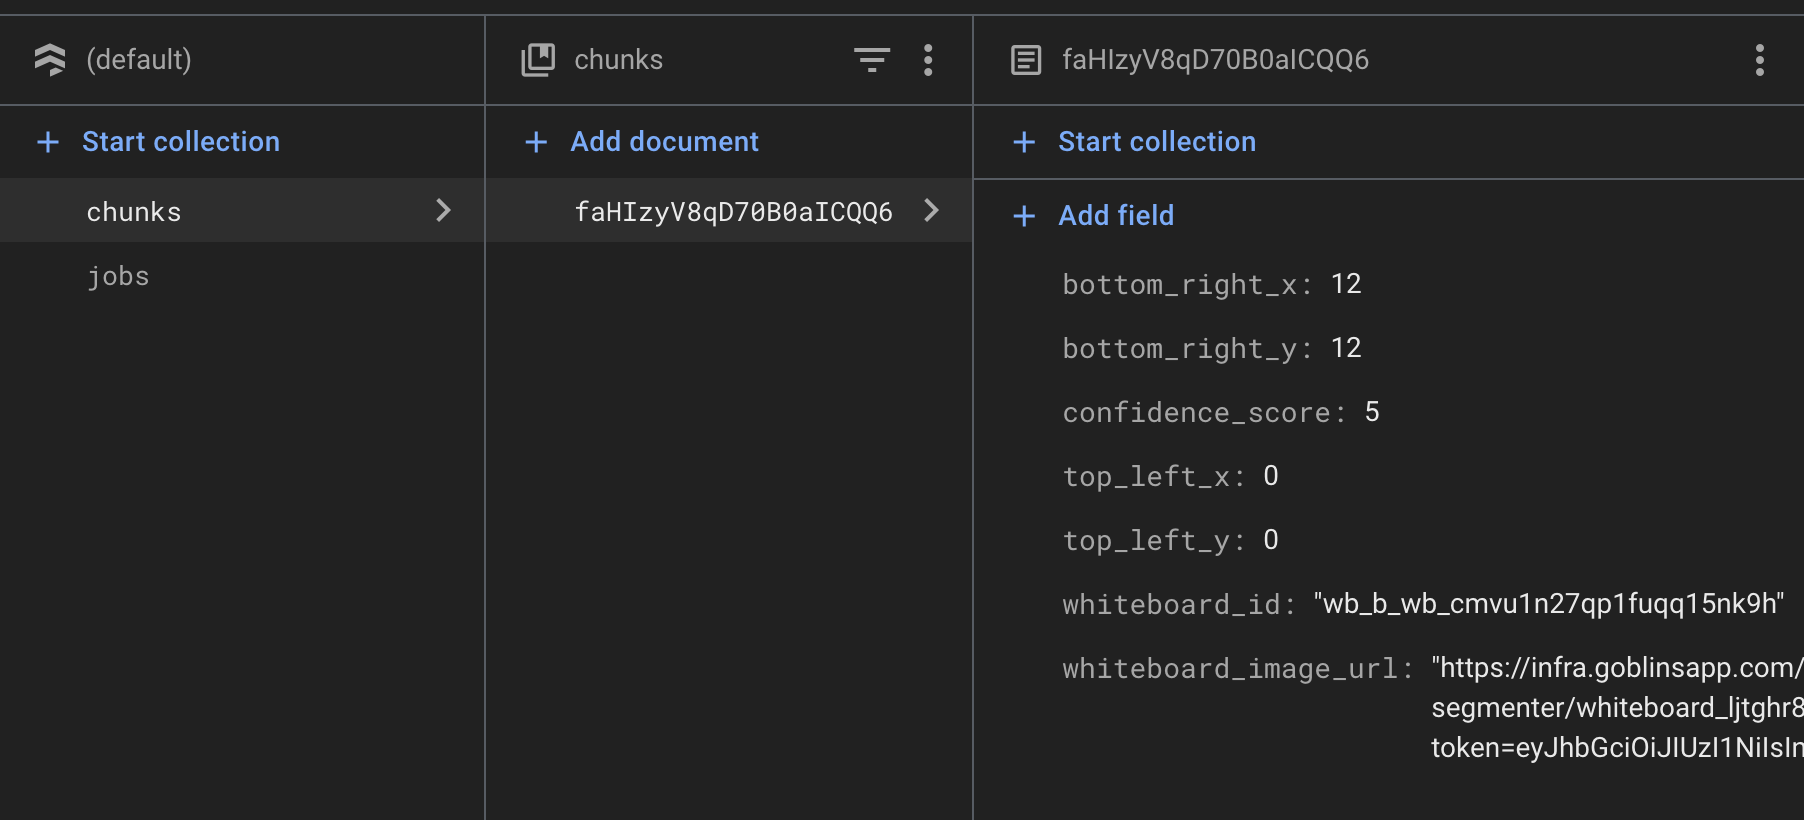 (default)
chunks
faHIzyV8qD70B0aICQQ6
+ Start collection
+ Add document
+ Start collection
chunks
faHIzyV8qD70B0aICQQ6
+ Add field
jobs
bottom_right_x: 12
bottom_right_y: 12
confidence_score: 5
top_left_x: 0
top_left_y: 0
whiteboard_id: "wb_b_wb_cmvu1n27qp1fuqq15nk9h"
whiteboard_image_url: "https://infra.goblinsapp.com/
segmenter/whiteboard_ljtghr8
token=eyJhbGciOiJIUzI1NiIsIn